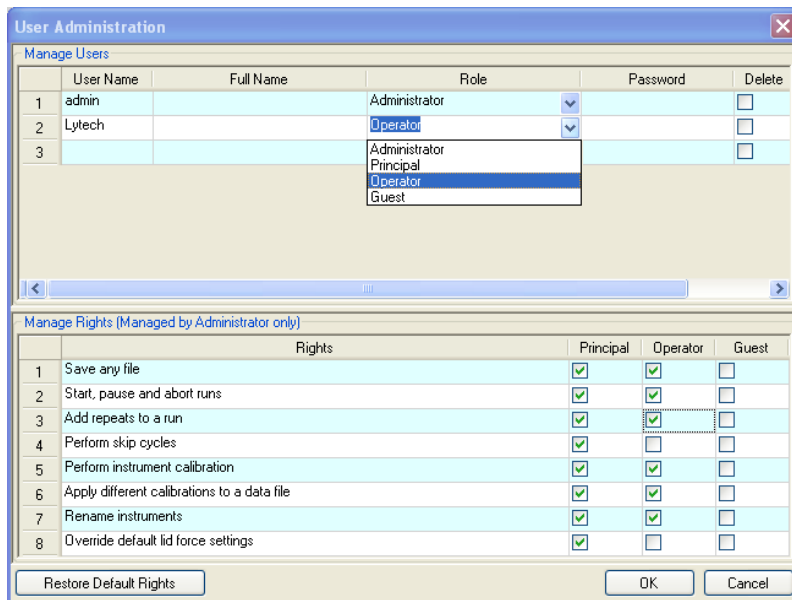 User Administration
Manage Users
User Name Full Name Role Password Delete
1 admin Administrator
2 Lytech Operator
3
Administrator
Principal
Operator
Guest
Manage Rights (Managed by Administrator only)
Rights Principal Operator Guest
1 Save any file
2 Start, pause and abort runs
3 Add repeats to a run
4 Perform skip cycles
5 Perform instrument calibration
6 Apply different calibrations to a data file
7 Rename instruments
8 Override default lid force settings
Restore Default Rights OK Cancel